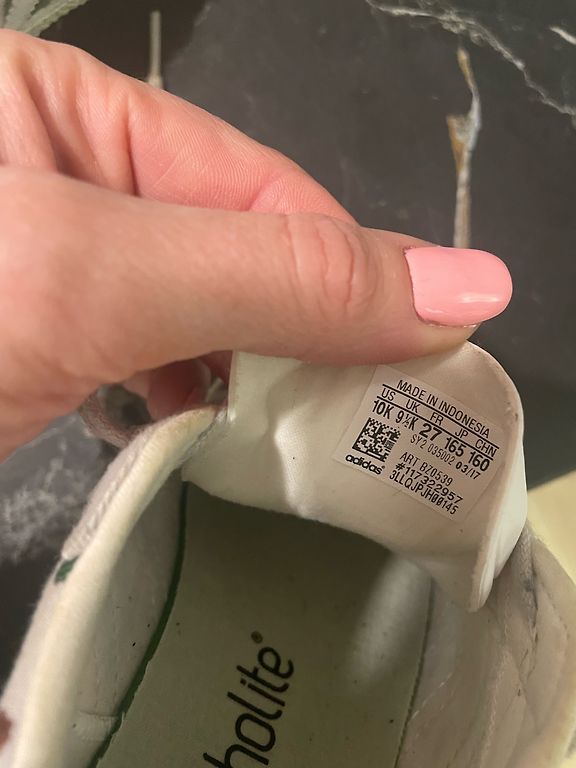 MADE IN INDONESIA
US UK FR JP CHN
10K 9½K 27 165 160
SY2 035002 03/17
ART BZ0539
#117322957
3LLQJPJH00145
adidas
holite®